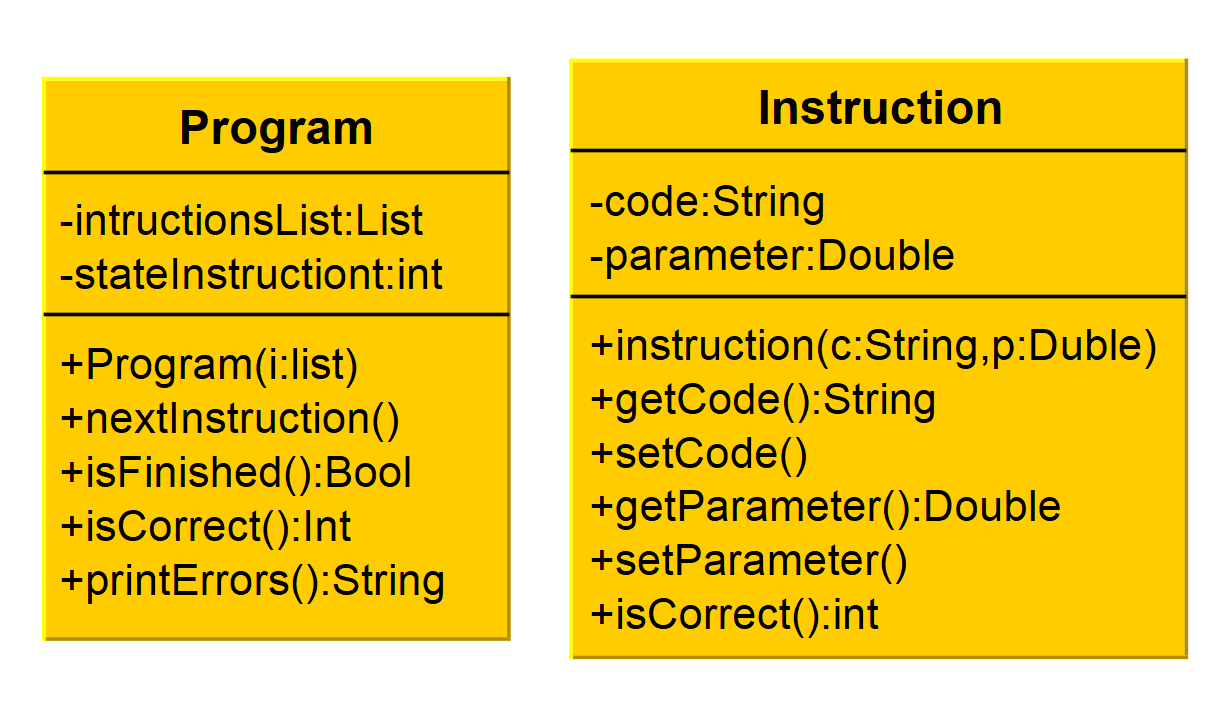 Program
-intructionsList:List
-stateInstructiont:int
+Program(i:list)
+nextInstruction()
+isFinished():Bool
+isCorrect():Int
+printErrors():String
Instruction
-code:String
-parameter:Double
+instruction(c:String,p:Duble)
+getCode():String
+setCode()
+getParameter():Double
+setParameter()
+isCorrect():int